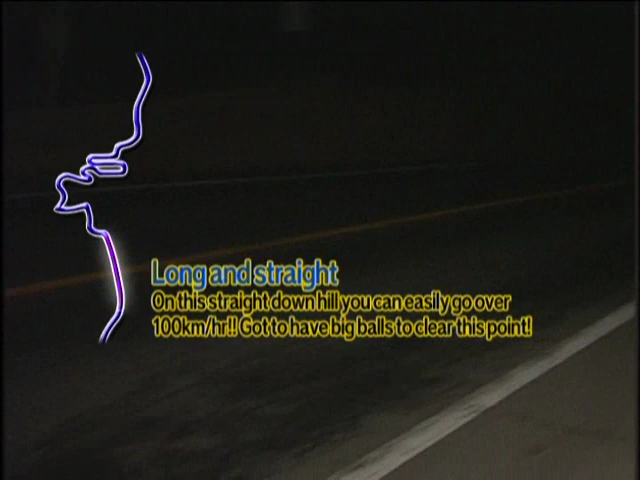 Long and straight
On this straight down hill you can easily go over
100km/hr!! Got to have big balls to clear this point!